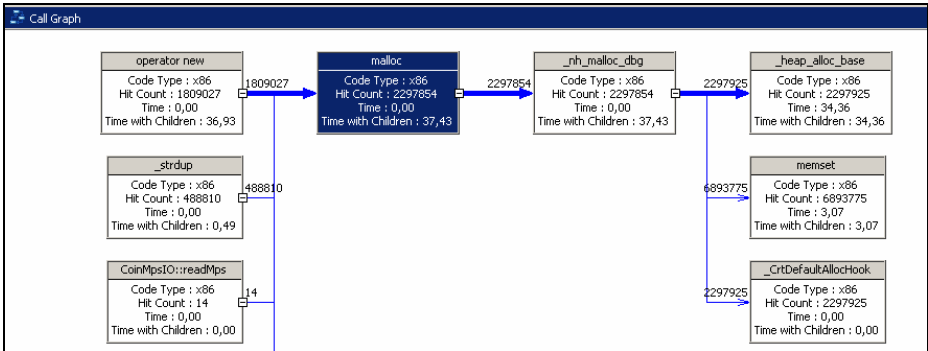 Call Graph
operator new
Code Type : x86
Hit Count : 1809027
Time : 0,00
Time with Children : 36,93
1809027
malloc
Code Type : x86
Hit Count : 2297854
Time : 0,00
Time with Children : 37,43
2297854
_nh_malloc_dbg
Code Type : x86
Hit Count : 2297854
Time : 0,00
Time with Children : 37,43
2297925
_heap_alloc_base
Code Type : x86
Hit Count : 2297925
Time : 34,36
Time with Children : 34,36
_strdup
Code Type : x86
Hit Count : 488810
Time : 0,00
Time with Children : 0,49
488810
6893775
memset
Code Type : x86
Hit Count : 6893775
Time : 3,07
Time with Children : 3,07
CoinMpsIO::readMps
Code Type : x86
Hit Count : 14
Time : 0,00
Time with Children : 0,00
14
2297925
_CrtDefaultAllocHook
Code Type : x86
Hit Count : 2297925
Time : 0,00
Time with Children : 0,00